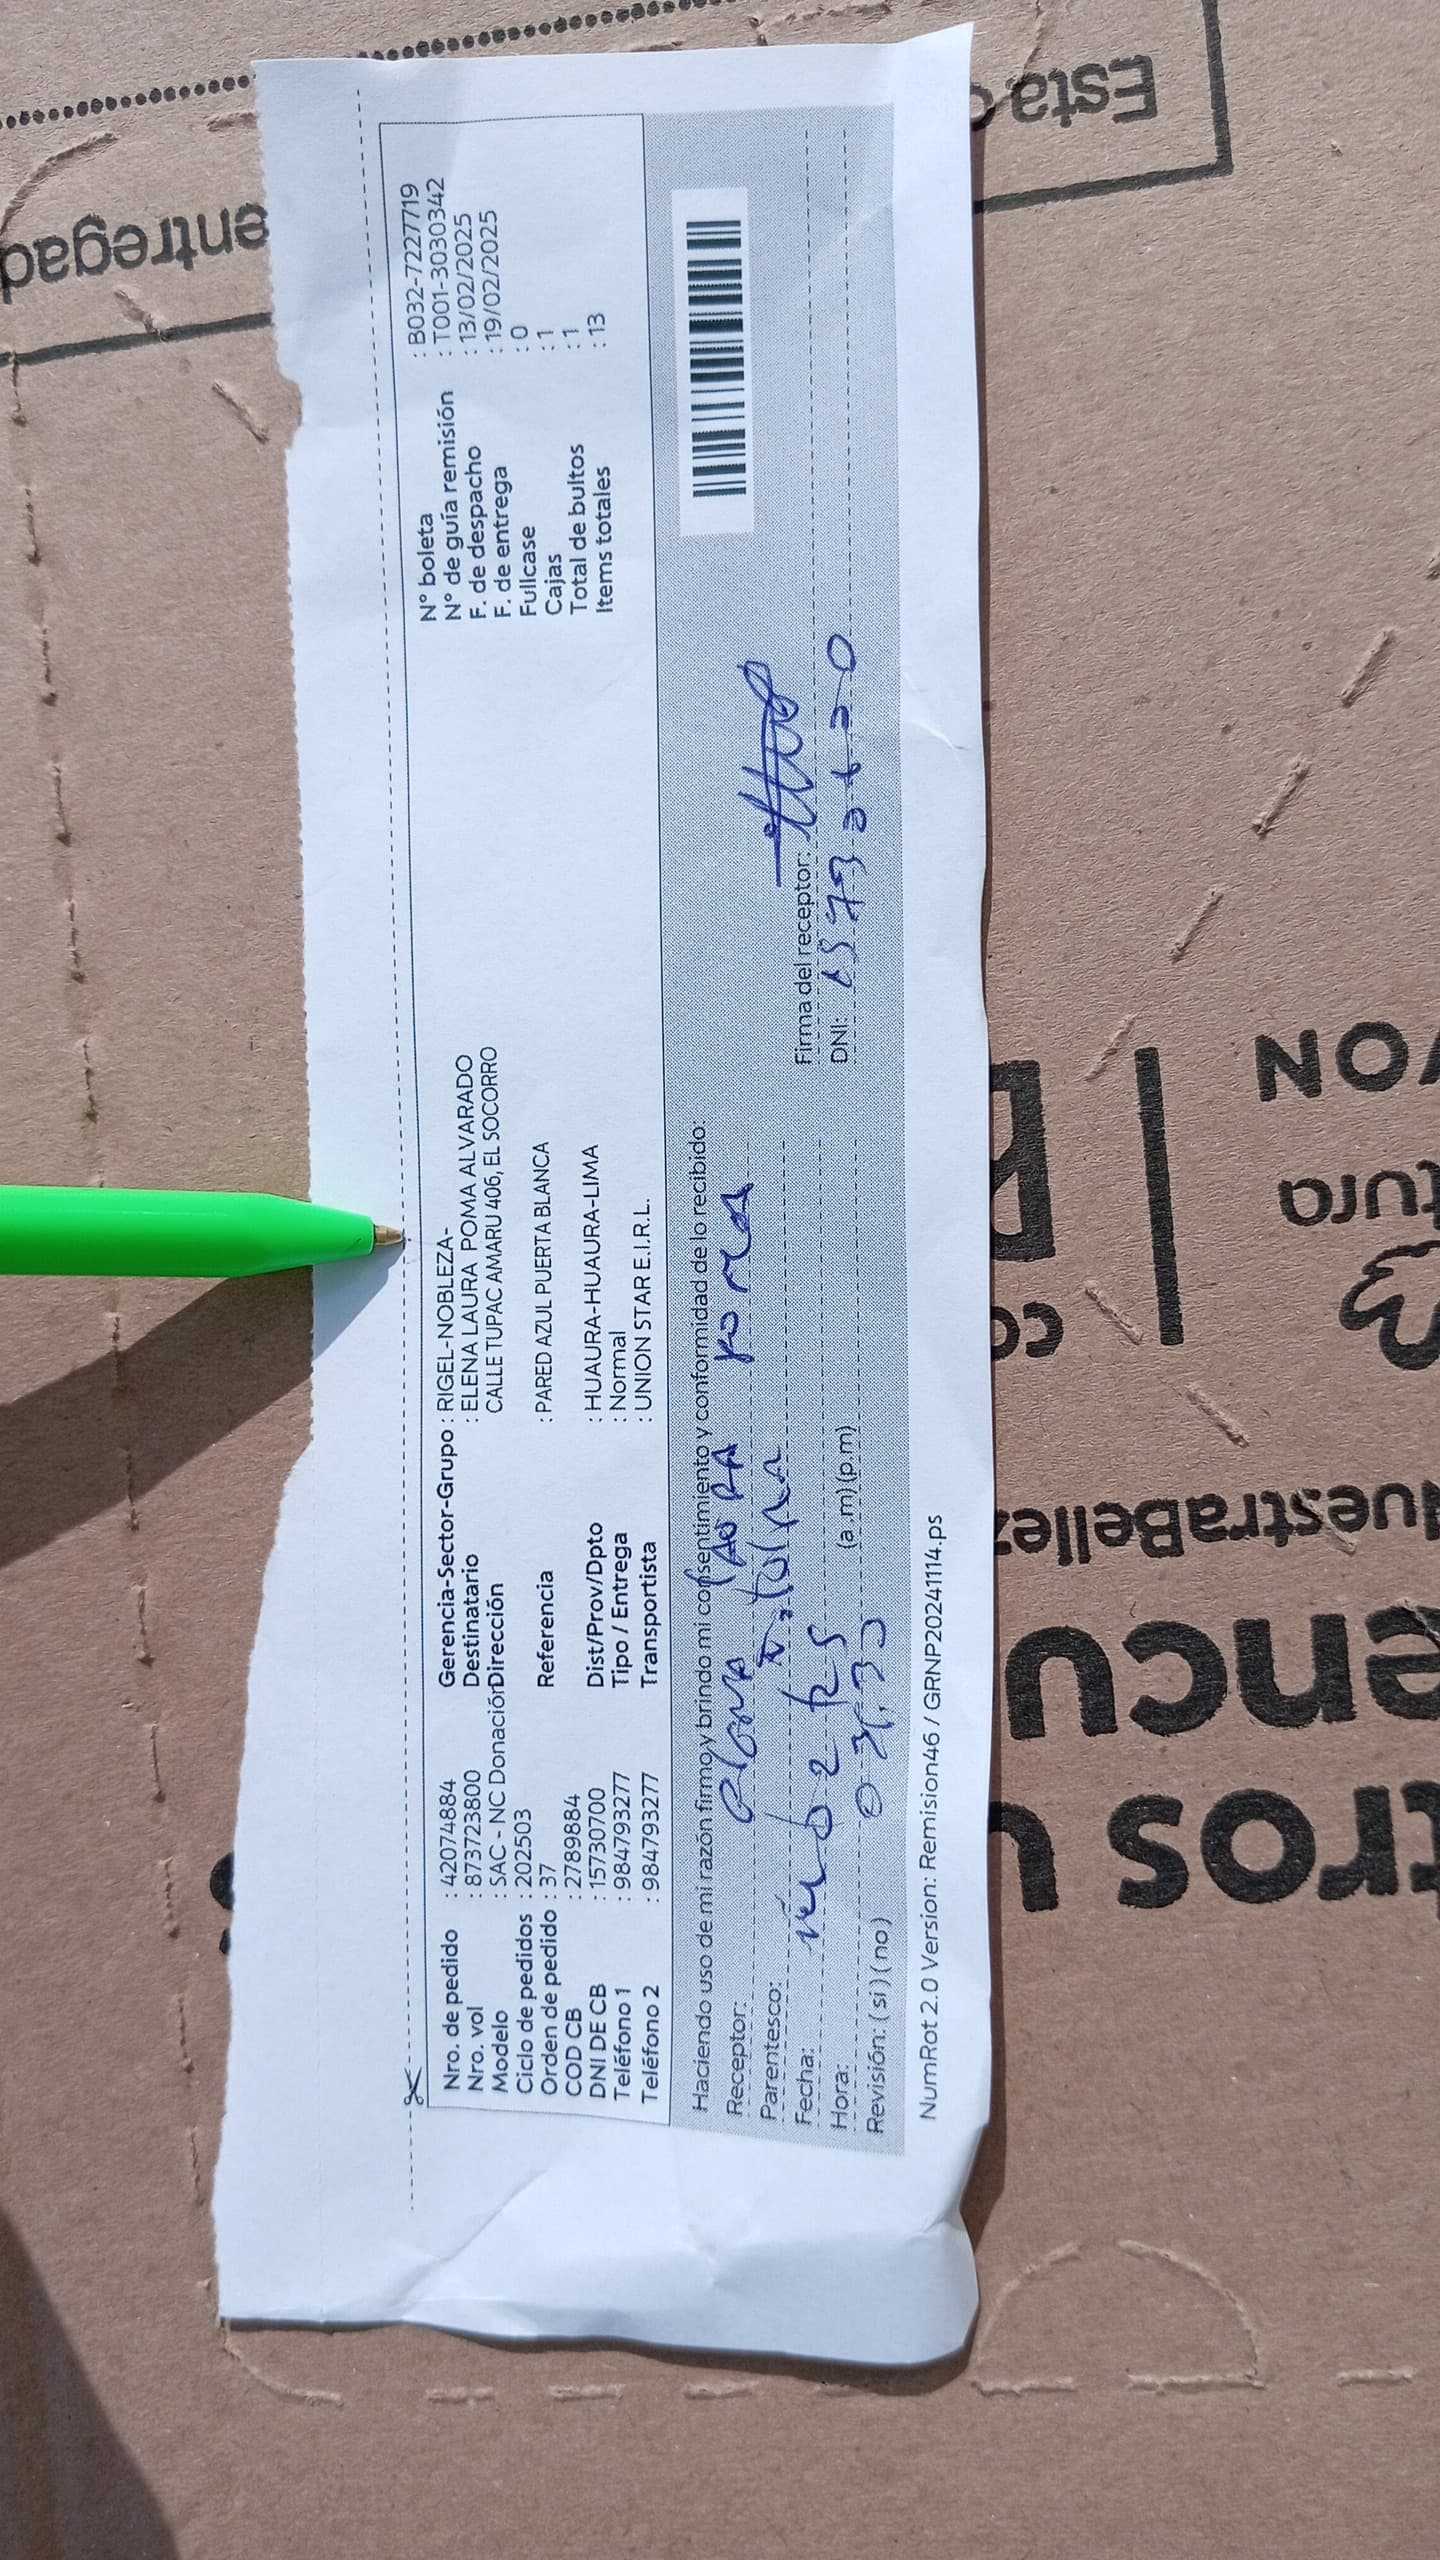 Nro. de pedido : 420774884
Nro. vol : 873723800
Modelo : SAC - NC Donación
Ciclo de pedidos : 202503
Orden de pedido : 37
COD CB : 2789884
DNI DE CB : 15730700
Teléfono 1 : 984793277
Teléfono 2 : 984793277
Gerencia-Sector-Grupo : RIGEL-NOBLEZA-
Destinatario : ELENA LAURA POMA ALVARADO
Dirección CALLE TUPAC AMARU 406, EL SOCORRO
Referencia : PARED AZUL PUERTA BLANCA
Dist/Prov/Dpto : HUAURA-HUAURA-LIMA
Tipo / Entrega : Normal
Transportista : UNION STAR E.I.R.L.
N° boleta : B032-7227719
N° de guía remisión : T001-3030342
F. de despacho : 13/02/2025
F. de entrega : 19/02/2025
Fullcase : 0
Cajas : 1
Total de bultos : 1
Items totales : 13
Haciendo uso de mi razón firmo y brindo mi consentimiento y conformidad de lo recibido:
Receptor: Poma
Parentesco:
Fecha:
Hora: (a.m) (p.m)
Revisión: ( si ) ( no )
Firma del receptor:
DNI:
NumRot 2.0 Version: Remision46 / GRNP20241114.ps
Esta
entregad
NuestraBellez
encu
tros u
co
tura
VON